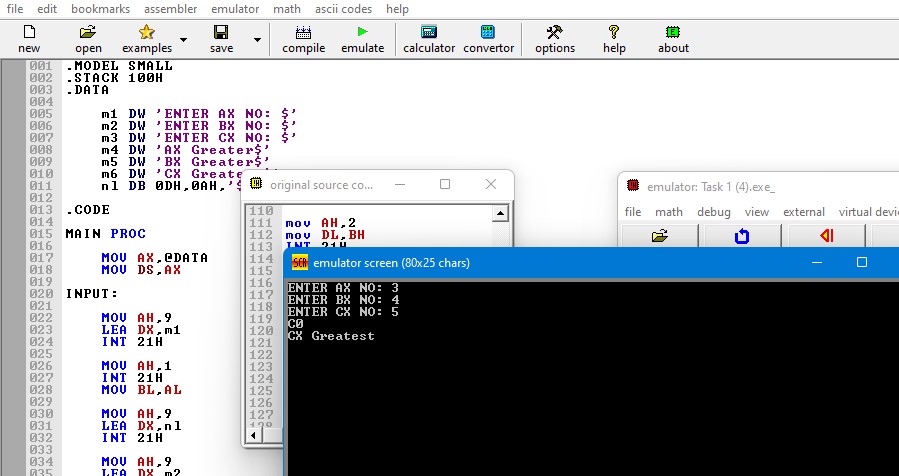 file edit bookmarks assembler emulator math ascii codes help
new open examples save compile emulate calculator convertor options help about
001 .MODEL SMALL
002 .STACK 100H
003 .DATA
004
005 m1 DW 'ENTER AX NO: $'
006 m2 DW 'ENTER BX NO: $'
007 m3 DW 'ENTER CX NO: $'
008 m4 DW 'AX Greater$'
009 m5 DW 'BX Greater$'
010 m6 DW 'CX
011 nl DB 0DH,0AH,'$
012
013 .CODE
014
015 MAIN PROC
016
017 MOV AX,@DATA
018 MOV DS,AX
019
020 INPUT:
021
022 MOV AH,9
023 LEA DX,m1
024 INT 21H
025
026 MOV AH,1
027 INT 21H
028 MOV BL,AL
029
030 MOV AH,9
031 LEA DX,nl
032 INT 21H
033
034 MOV AH,9
035 LEA DX,m2
original source co...
110
111 mov AH,2
112 mov DL,BH
113 INT 21H
114
115
116
117
118
119
120
121
122
123
124
125
126
127
128
emulator: Task 1 (4).exe_
file math debug view external virtual devi
SCR emulator screen (80x25 chars)
ENTER AX NO: 3
ENTER BX NO: 4
ENTER CX NO: 5
C0
CX Greatest